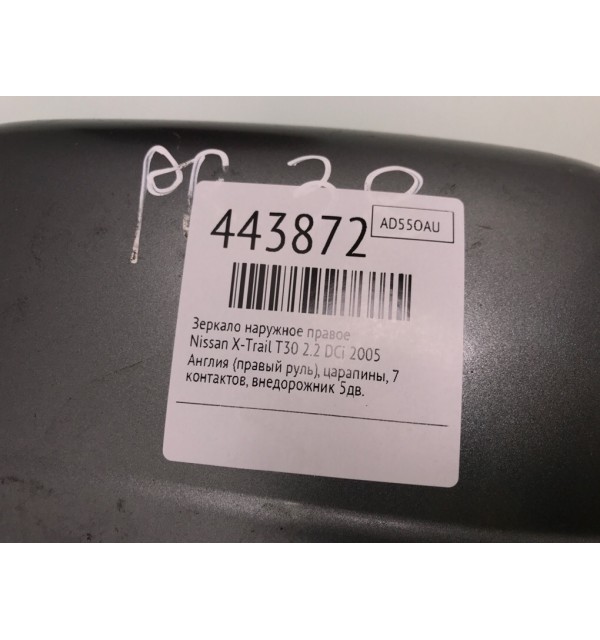 443872
AD55OAU
Зеркало наружное правое
Nissan X-Trail T30 2.2 DCi 2005
Англия (правый руль), царапины, 7
контактов, внедорожник 5дв.